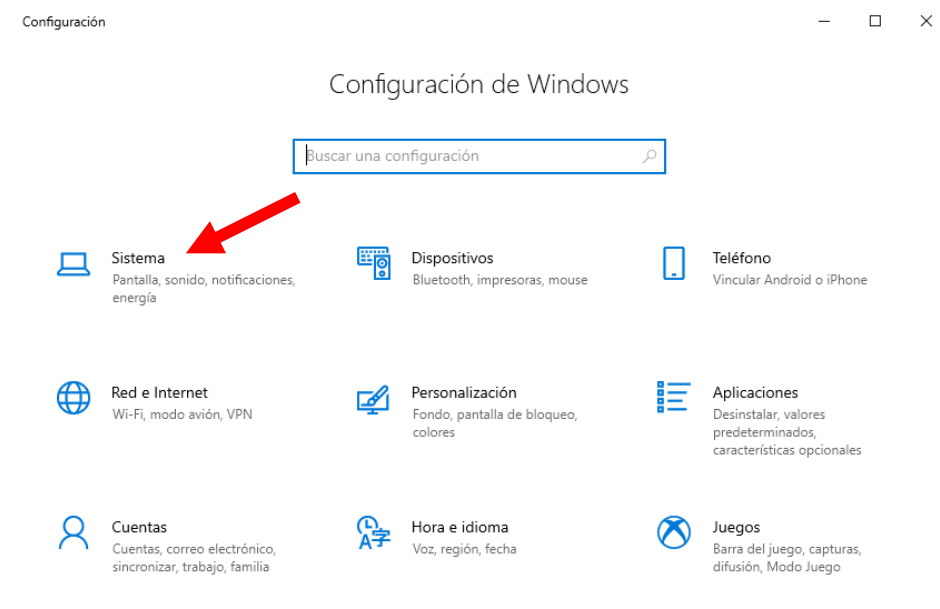 Configuración
Configuración de Windows
Buscar una configuración
Sistema
Pantalla, sonido, notificaciones,
energía
Dispositivos
Bluetooth, impresoras, mouse
Teléfono
Vincular Android o iPhone
Red e Internet
Wi-Fi, modo avión, VPN
Personalización
Fondo, pantalla de bloqueo,
colores
Aplicaciones
Desinstalar, valores
predeterminados,
características opcionales
Cuentas
Cuentas, correo electrónico,
sincronizar, trabajo, familia
Hora e idioma
Voz, región, fecha
Juegos
Barra del juego, capturas,
difusión, Modo Juego